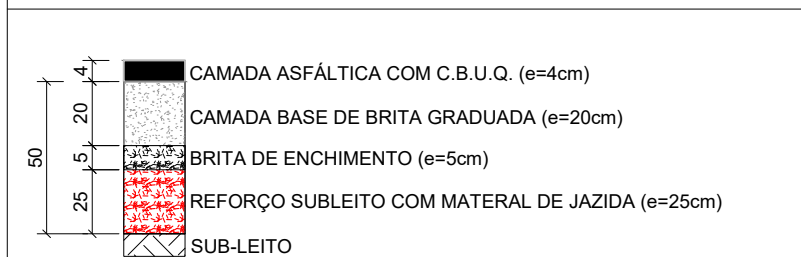 4 CAMADA ASFÁLTICA COM C.B.U.Q. (e=4cm)
20 CAMADA BASE DE BRITA GRADUADA (e=20cm)
50
5 BRITA DE ENCHIMENTO (e=5cm)
25 REFORÇO SUBLEITO COM MATERAL DE JAZIDA (e=25cm)
SUB-LEITO